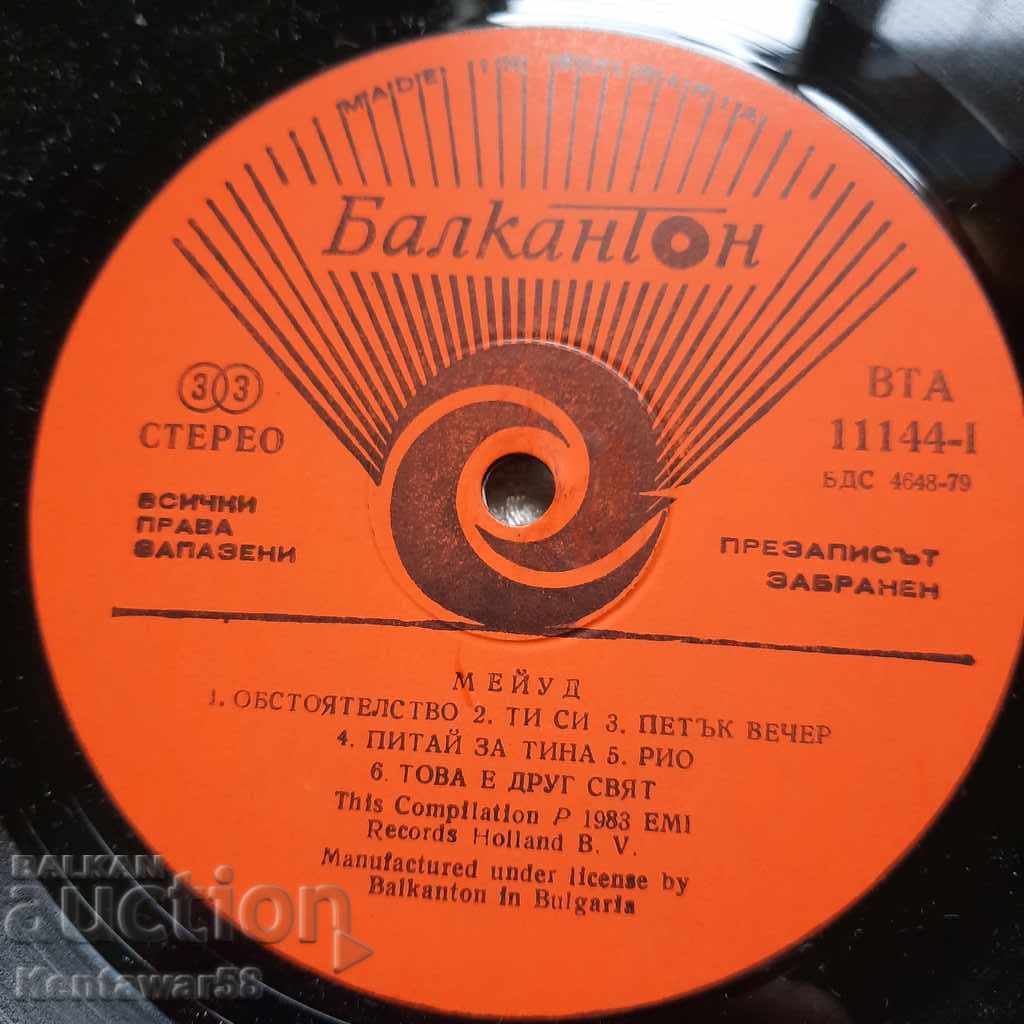 MADE IN BULGARIA
Балкантон
33
СТЕРЕО
ВСИЧКИ
ПРАВА
ЗАПАЗЕНИ
ВТА
11144-I
БДС 4648-79
ПРЕЗАПИСЪТ
ЗАБРАНЕН
МЕЙУД
1. ОБСТОЯТЕЛСТВО 2. ТИ СИ 3. ПЕТЪК ВЕЧЕР
4. ПИТАЙ ЗА ТИНА 5. РИО
6. ТОВА Е ДРУГ СВЯТ
This Compilation P 1983 EMI
Records Holland B. V.
Manufactured under license by
Balkanton in Bulgaria
BALKAN
auction
Kentawar58